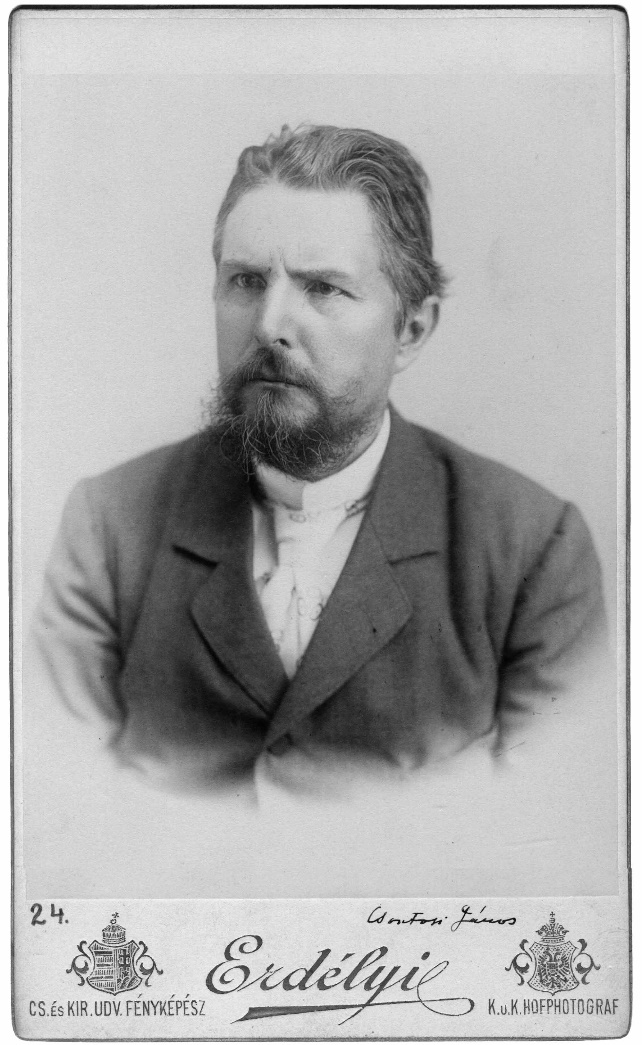 24.
Csontosi János
Erdélyi
CS. és KIR. UDV. FÉNYKÉPÉSZ
K.u.K. HOFPHOTOGRAF